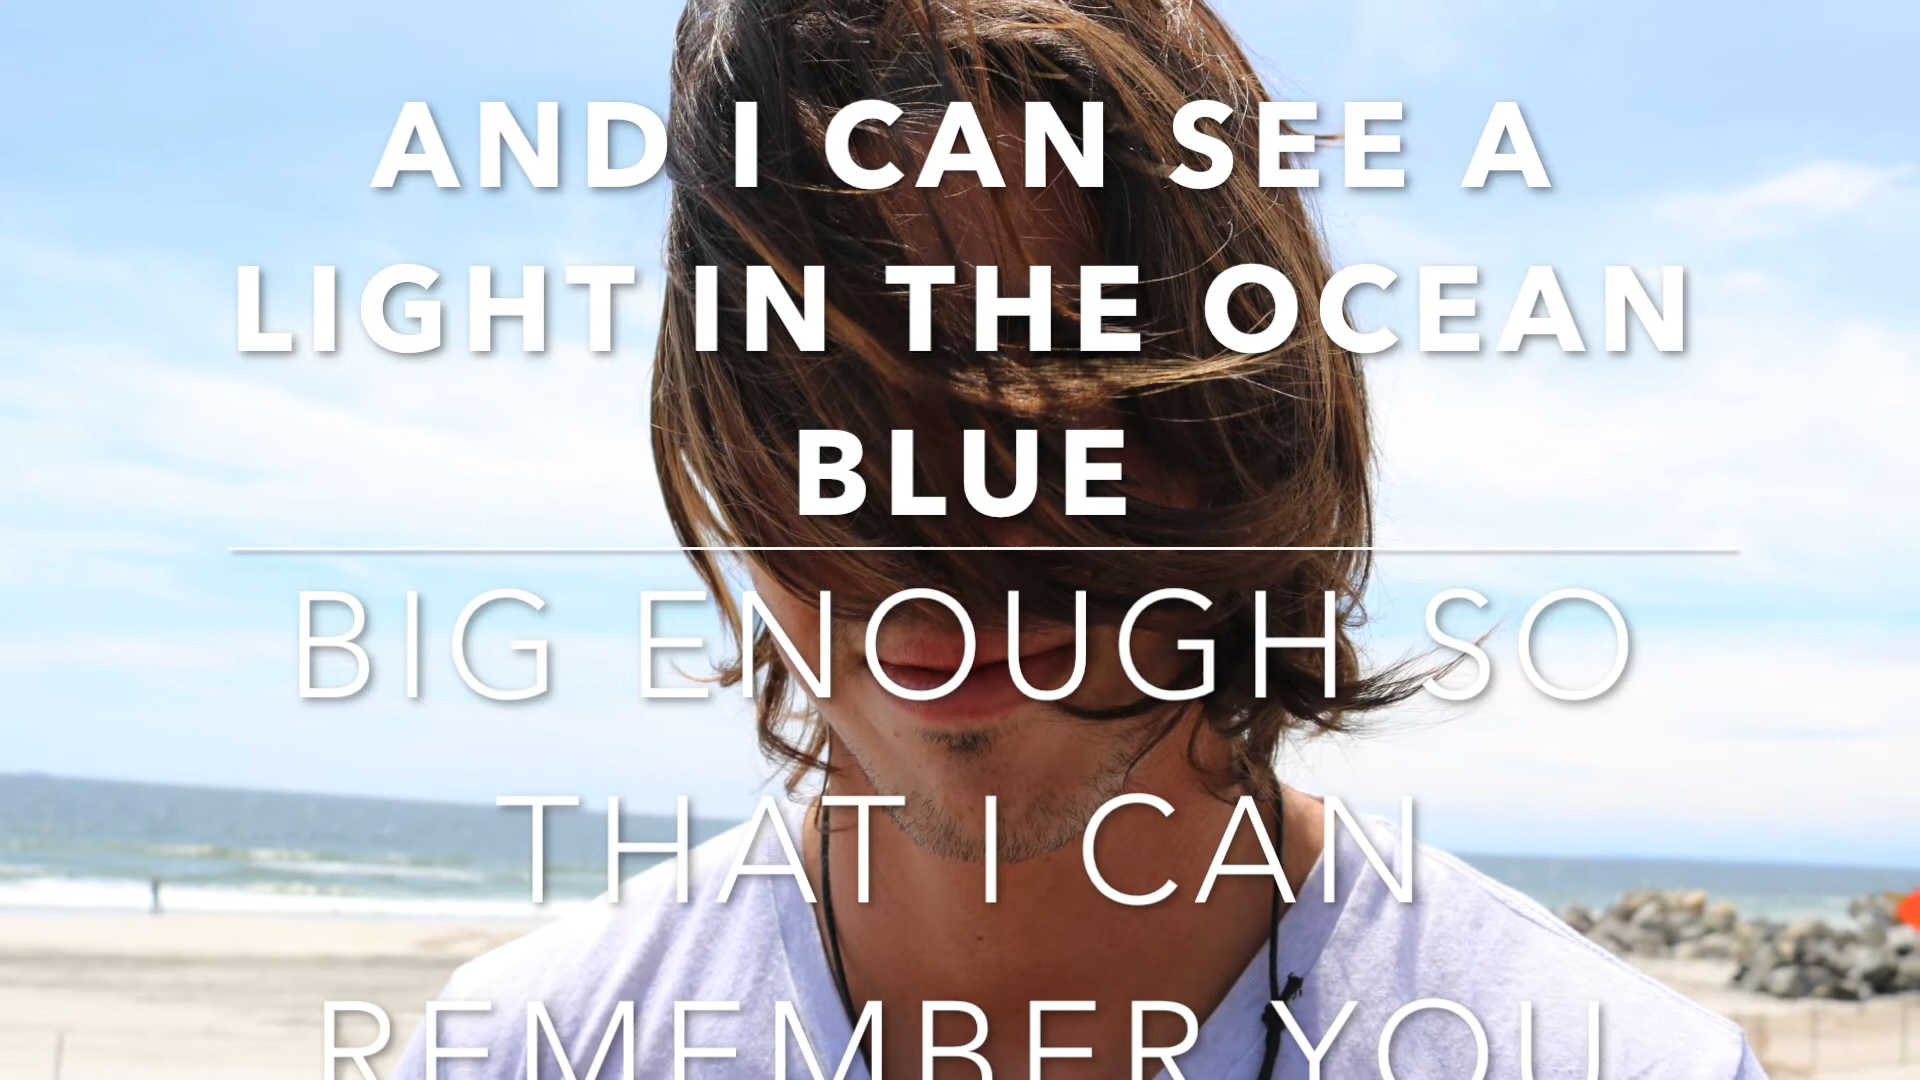 AND I CAN SEE A
LIGHT IN THE OCEAN
BLUE
BIG ENOUGH SO
THAT I CAN
REMEMBER YOU